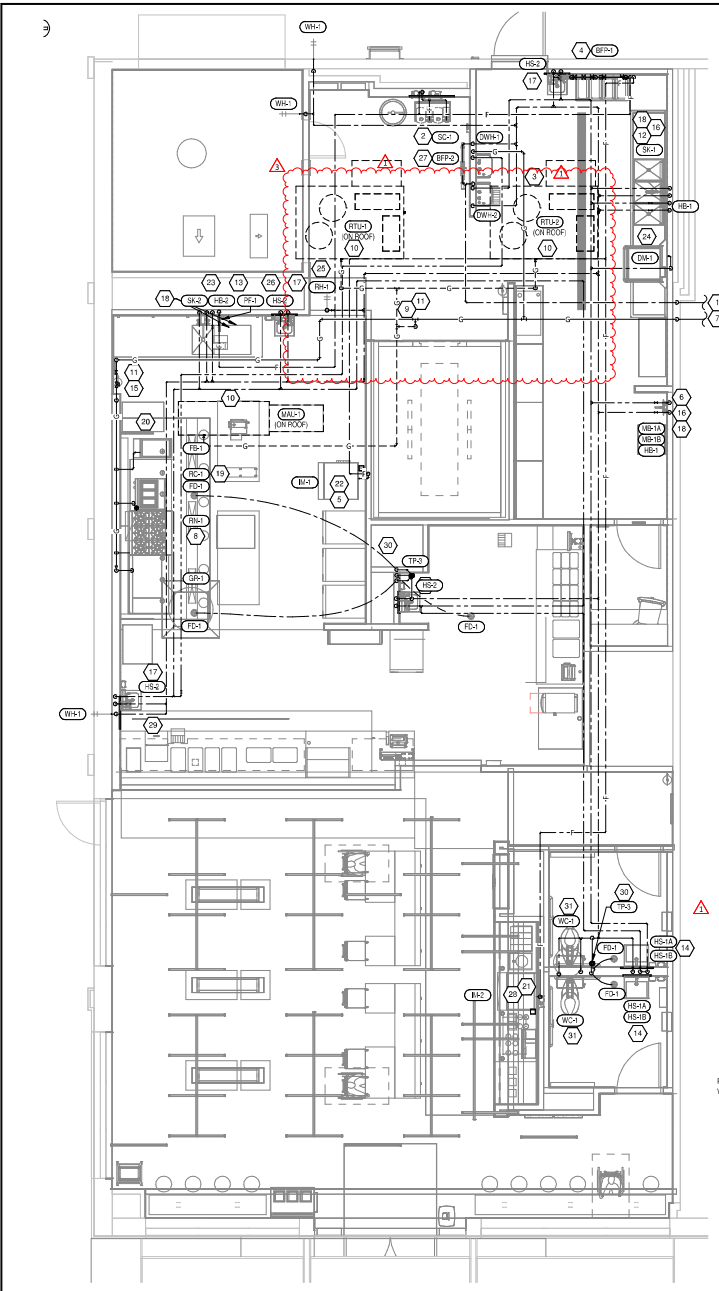 WH-1
4 BFP-1
HS-2
17
WH-1
2 SC-1
DWH-1
27 BFP-2
18
16
12
SK-1
3
1
1
3
DWH-2
HB-1
RTU-1
(ON ROOF)
10
RTU-2
(ON ROOF)
10
24
DM-1
25
RH-1
23 13 26 17
18 SK-2 HB-2 PF-1 HS-2
11
9
1
7
11
15
10
MAU-1
(ON ROOF)
20
6
16
MB-1A
MB-1B
HB-1
18
FB-1
RC-1 19
FD-1
IM-1 22
5
RN-1
8
30
TP-3
HS-2
GR-1
FD-1
FD-1
17
HS-2
WH-1
29
30
TP-3
31
WC-1
FD-1
HS-1A
HS-1B
14
1
IM-2
28 21
FD-1
HS-1A
HS-1B
14
WC-1
31
G
G
G
G
G
G
G
G
F
F
F
F
F